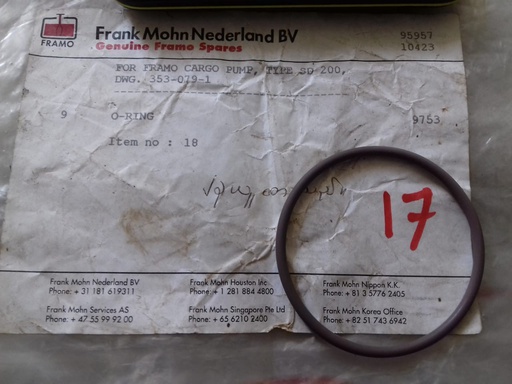 FRAMO
Frank Mohn Nederland BV
Genuine Framo Spares
95957
10423
FOR FRAMO CARGO PUMP, TYPE SD 200,
DWG. 353-079-1
9 O-RING 9753
Item no : 18
17
Frank Mohn Nederland BV
Phone: + 31 181 619311
Frank Mohn Houston Inc.
Phone: + 1 281 884 4800
Frank Mohn Nippon K.K.
Phone: + 81 3 5776 2405
Frank Mohn Services AS
Phone: + 47 55 99 92 00
Frank Mohn Singapore Pte Ltd
Phone: + 65 6210 2400
Frank Mohn Korea Office
Phone: + 82 51 743 6942